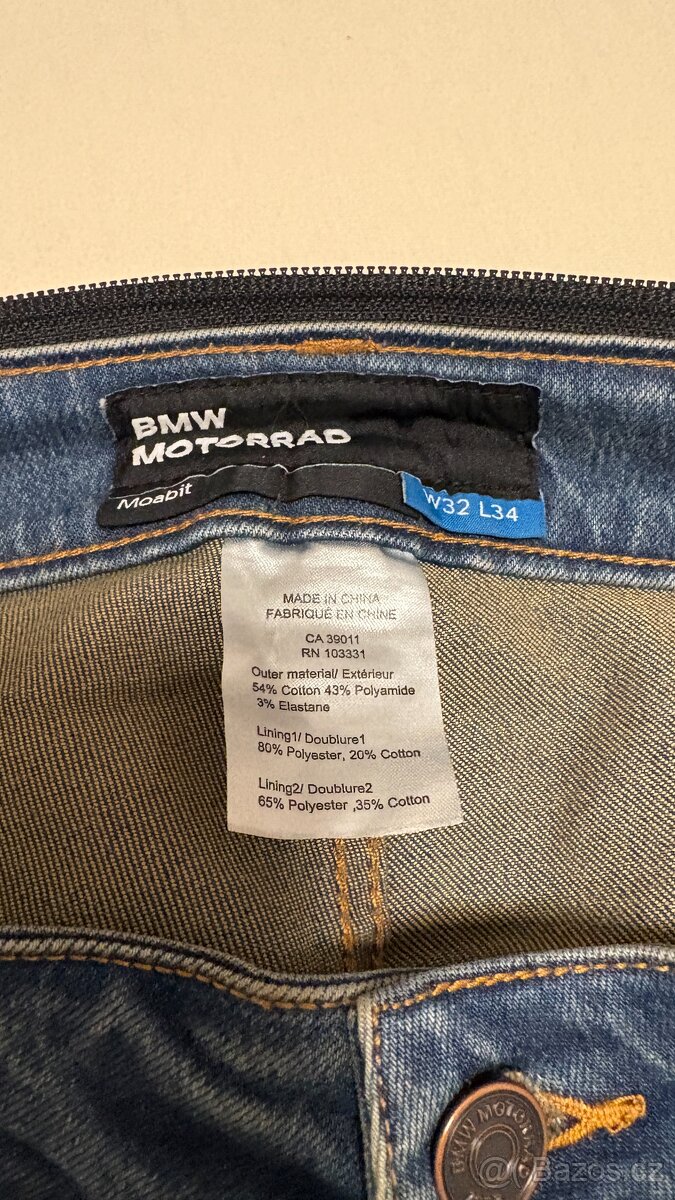 BMW
MOTORRAD
Moabit
W32 L34
MADE IN CHINA
FABRIQUÉ EN CHINE
CA 39011
RN 103331
Outer material/ Extérieur
54% Cotton 43% Polyamide
3% Elastane
Lining1/ Doublure1
80% Polyester, 20% Cotton
Lining2/ Doublure2
65% Polyester ,35% Cotton
BMW MOTORRAD
@Bazos.cz